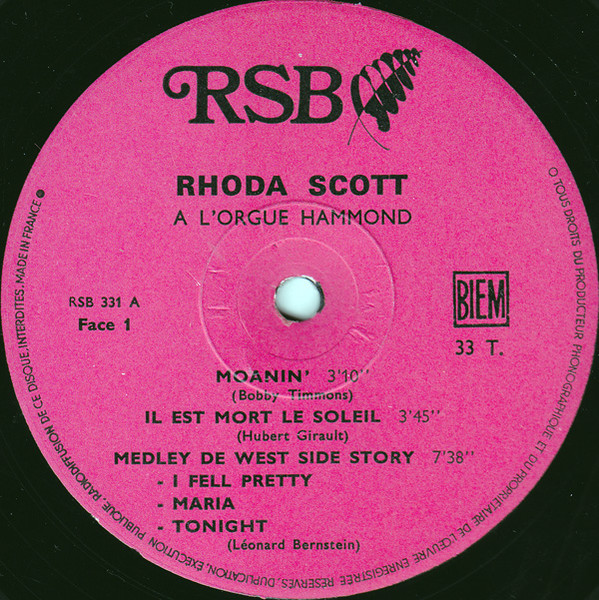 RSB
RHODA SCOTT
A L'ORGUE HAMMOND
RSB 331 A
Face 1
BIEM
33 T.
MOANIN' 3'10''
(Bobby Timmons)
IL EST MORT LE SOLEIL 3'45''
(Hubert Girault)
MEDLEY DE WEST SIDE STORY 7'38''
- I FELL PRETTY
- MARIA
- TONIGHT
(Léonard Bernstein)
O TOUS DROITS DU PRODUCTEUR PHONOGRAPHIQUE ET DU PROPRIETAIRE DE L'ŒUVRE ENREGISTREE RESERVES. DUPLICATION, EXÉCUTION PUBLIQUE, RADIODIFFUSION DE CE DISQUE, INTERDITES. MADE IN FRANCE